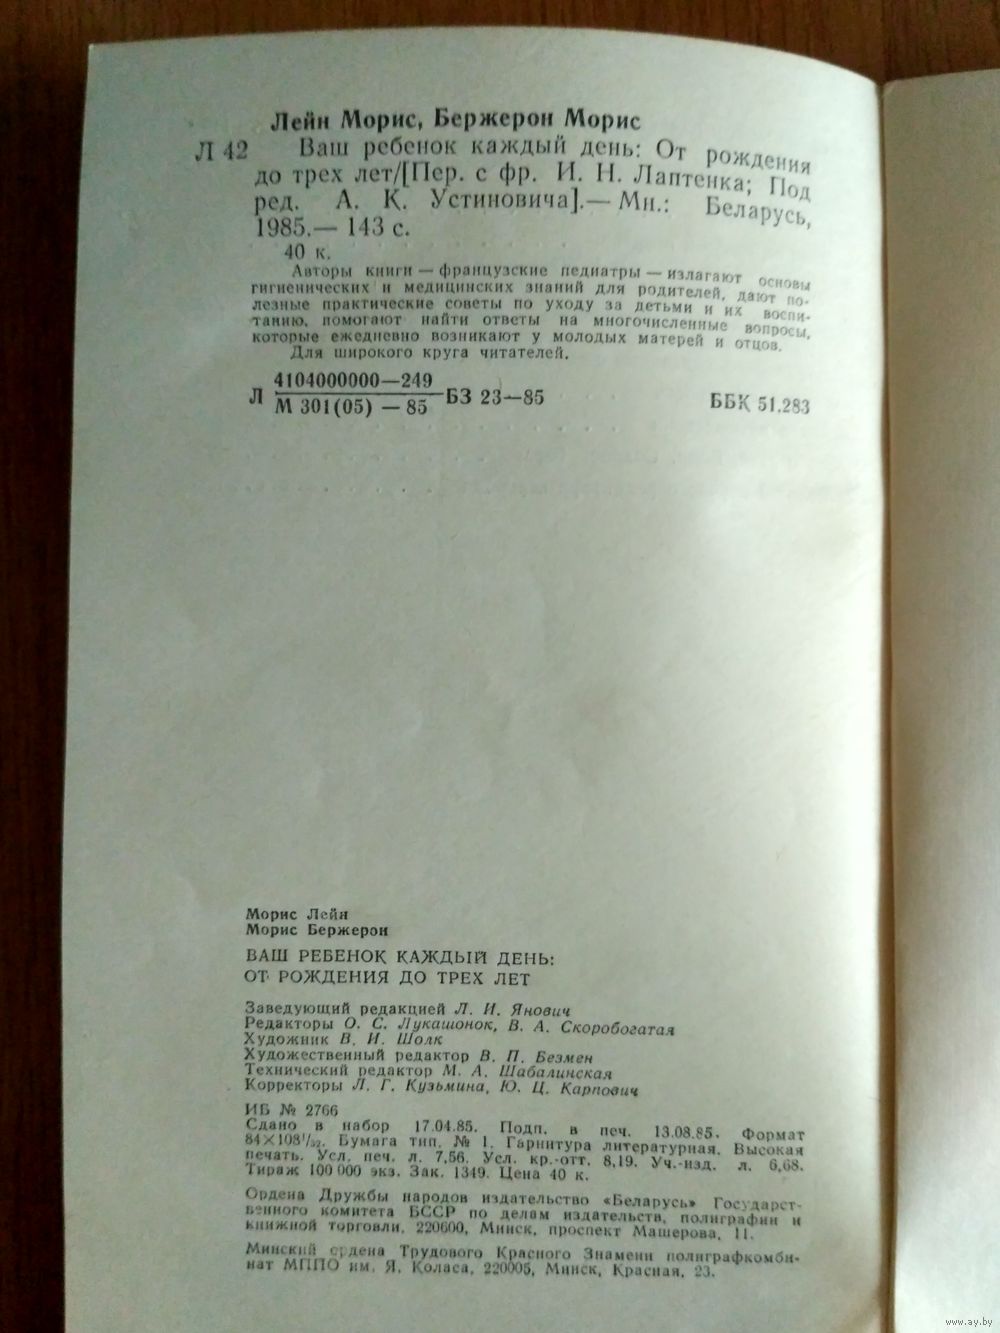 Лейн Морис, Бержерон Морис
Л 42 Ваш ребенок каждый день: От рождения
до трех лет/[Пер. с фр. И. Н. Лаптенка; Под
ред. А. К. Устиновича].— Мн.: Беларусь,
1985.— 143 с.
40 к.
Авторы книги — французские педиатры — излагают основы
гигиенических и медицинских знаний для родителей, дают по-
лезные практические советы по уходу за детьми и их воспи-
танию, помогают найти ответы на многочисленные вопросы,
которые ежедневно возникают у молодых матерей и отцов.
Для широкого круга читателей.
Л 4104000000—249
М 301(05) — 85 БЗ 23—85 ББК 51.283
Морис Лейн
Морис Бержерон
ВАШ РЕБЕНОК КАЖДЫЙ ДЕНЬ:
ОТ РОЖДЕНИЯ ДО ТРЕХ ЛЕТ
Заведующий редакцией Л. И. Янович
Редакторы О. С. Лукашонок, В. А. Скоробогатая
Художник В. И. Шолк
Художественный редактор В. П. Безмен
Технический редактор М. А. Шабалинская
Корректоры Л. Г. Кузьмина, Ю. Ц. Карпович
ИБ № 2766
Сдано в набор 17.04.85. Подп. в печ. 13.08.85. Формат
84×108¹/₃₂. Бумага тип. № 1. Гарнитура литературная. Высокая
печать. Усл. печ. л. 7,56. Усл. кр.-отт. 8,19. Уч.-изд. л. 6,68.
Тираж 100 000 экз. Зак. 1349. Цена 40 к.
Ордена Дружбы народов издательство «Беларусь» Государст-
венного комитета БССР по делам издательств, полиграфии и
книжной торговли. 220600, Минск, проспект Машерова, 11.
Минский ордена Трудового Красного Знамени полиграфкомби-
нат МППО им. Я. Коласа. 220005, Минск, Красная, 23.
www.ay.by